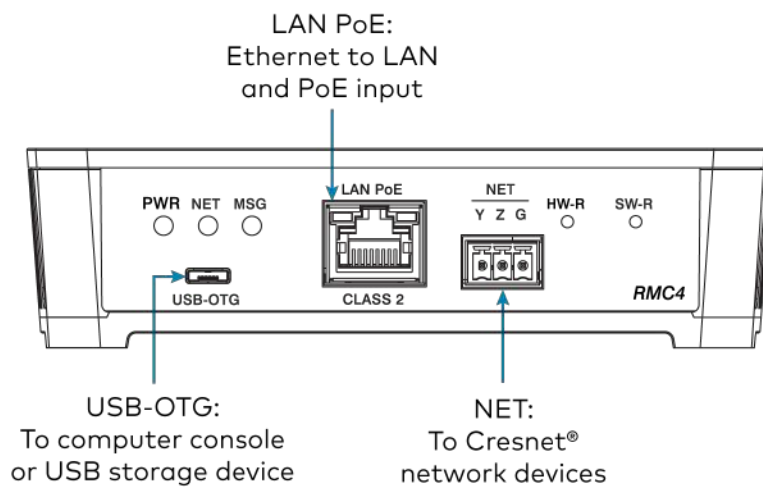 LAN PoE:
Ethernet to LAN
and PoE input
PWR NET MSG
LAN PoE
NET
Y Z G
HW-R
SW-R
USB-OTG
CLASS 2
RMC4
USB-OTG:
To computer console
or USB storage device
NET:
To Cresnet®
network devices